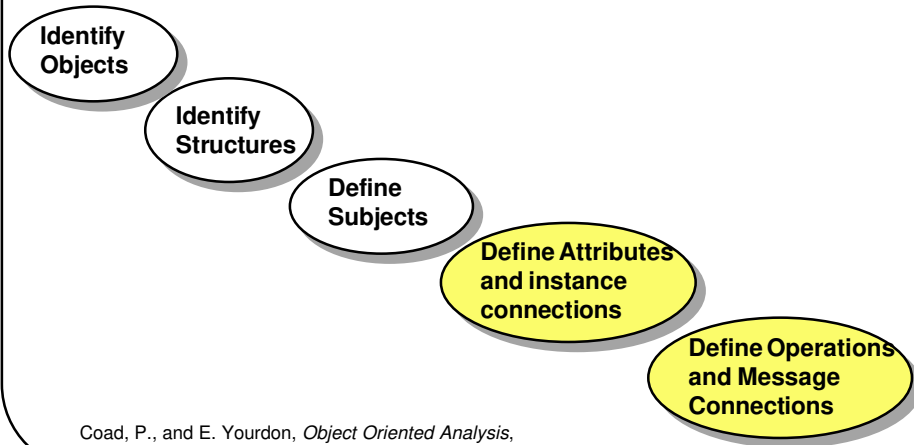 Identify
Objects
Identify
Structures
Define
Subjects
Define Attributes
and instance
connections
Define Operations
and Message
Connections
Coad, P., and E. Yourdon, Object Oriented Analysis,